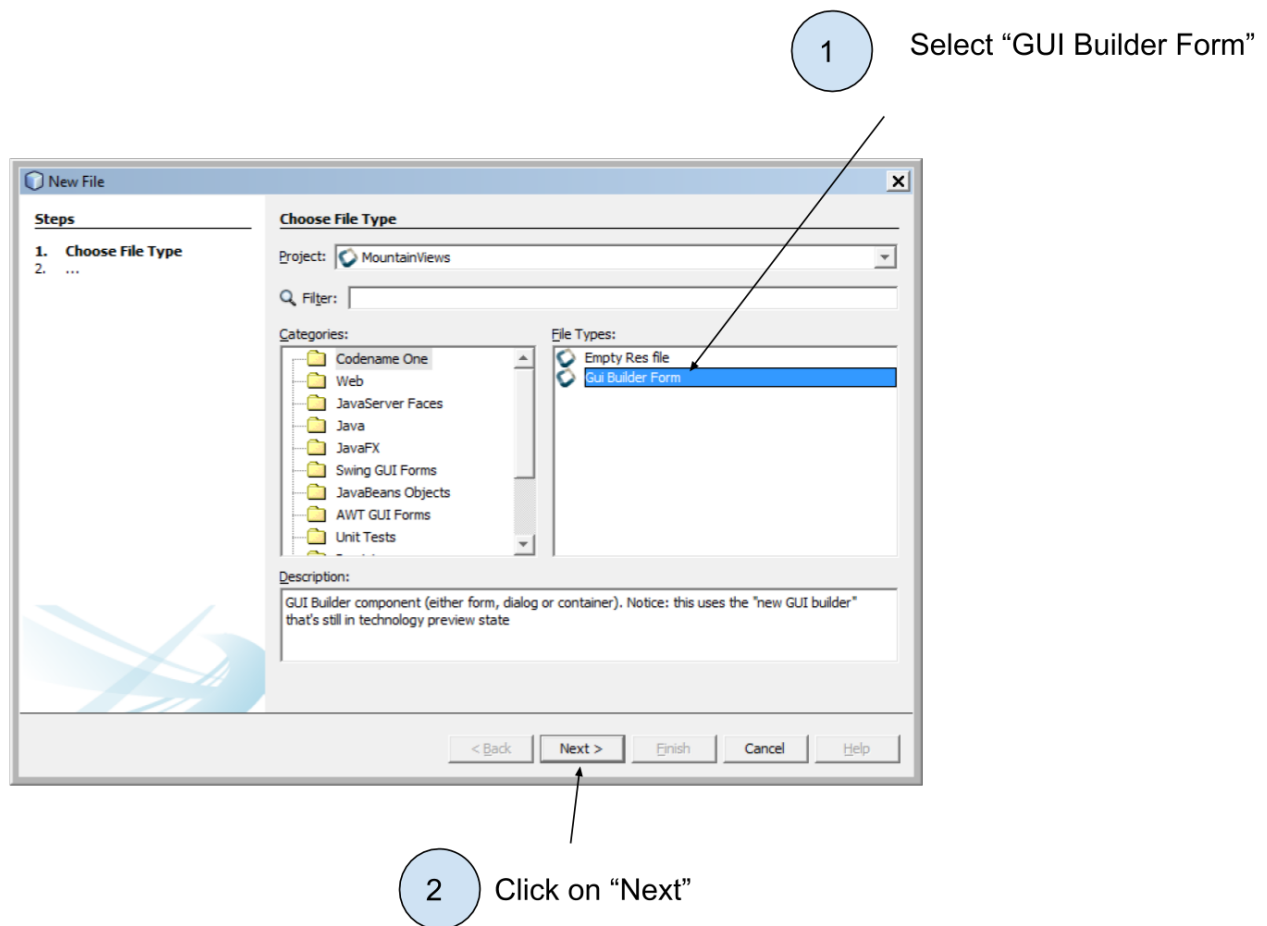 1
Select “GUI Builder Form”
New File
Steps
1. Choose File Type
2. ...
Choose File Type
Project: MountainViews
Filter:
Categories:
Codename One
Web
JavaServer Faces
Java
JavaFX
Swing GUI Forms
JavaBeans Objects
AWT GUI Forms
Unit Tests
File Types:
Empty Res file
Gui Builder Form
Description:
GUI Builder component (either form, dialog or container). Notice: this uses the "new GUI builder"
that's still in technology preview state
< Back Next > Finish Cancel Help
2
Click on “Next”